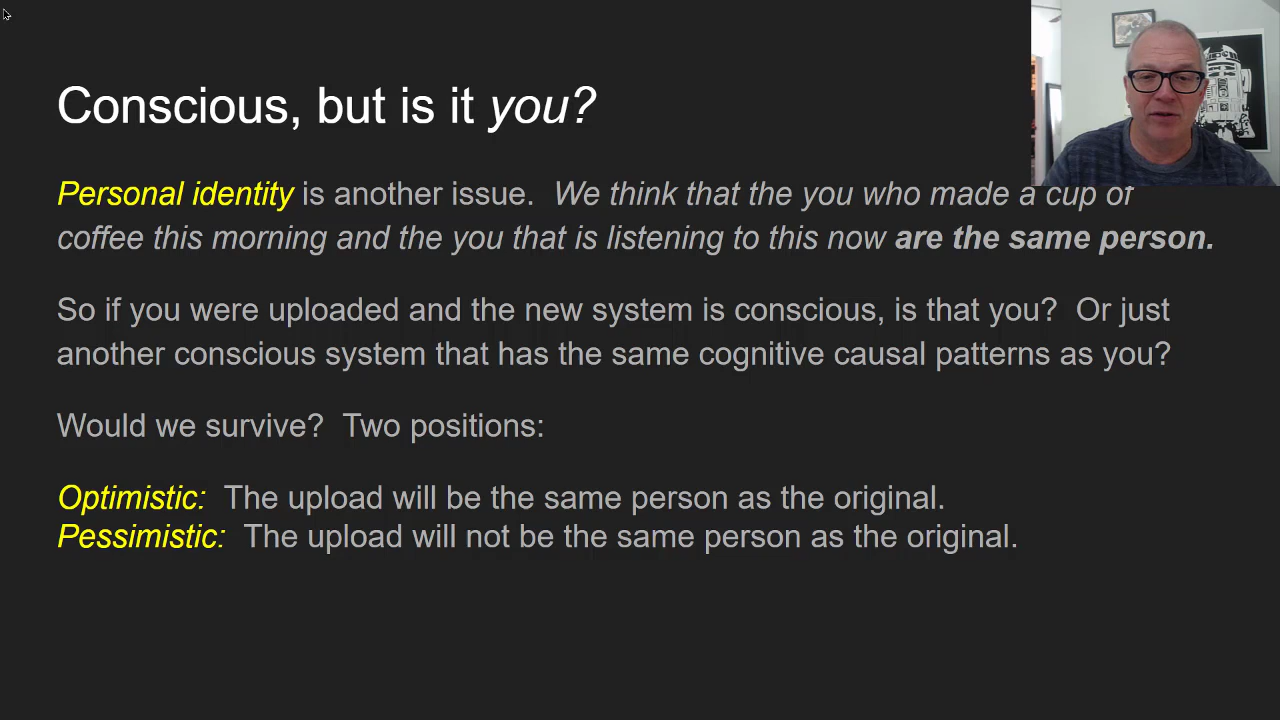 Conscious, but is it you?
Personal identity is another issue. We think that the you who made a cup of
coffee this morning and the you that is listening to this now are the same person.
So if you were uploaded and the new system is conscious, is that you? Or just
another conscious system that has the same cognitive causal patterns as you?
Would we survive? Two positions:
Optimistic: The upload will be the same person as the original.
Pessimistic: The upload will not be the same person as the original.